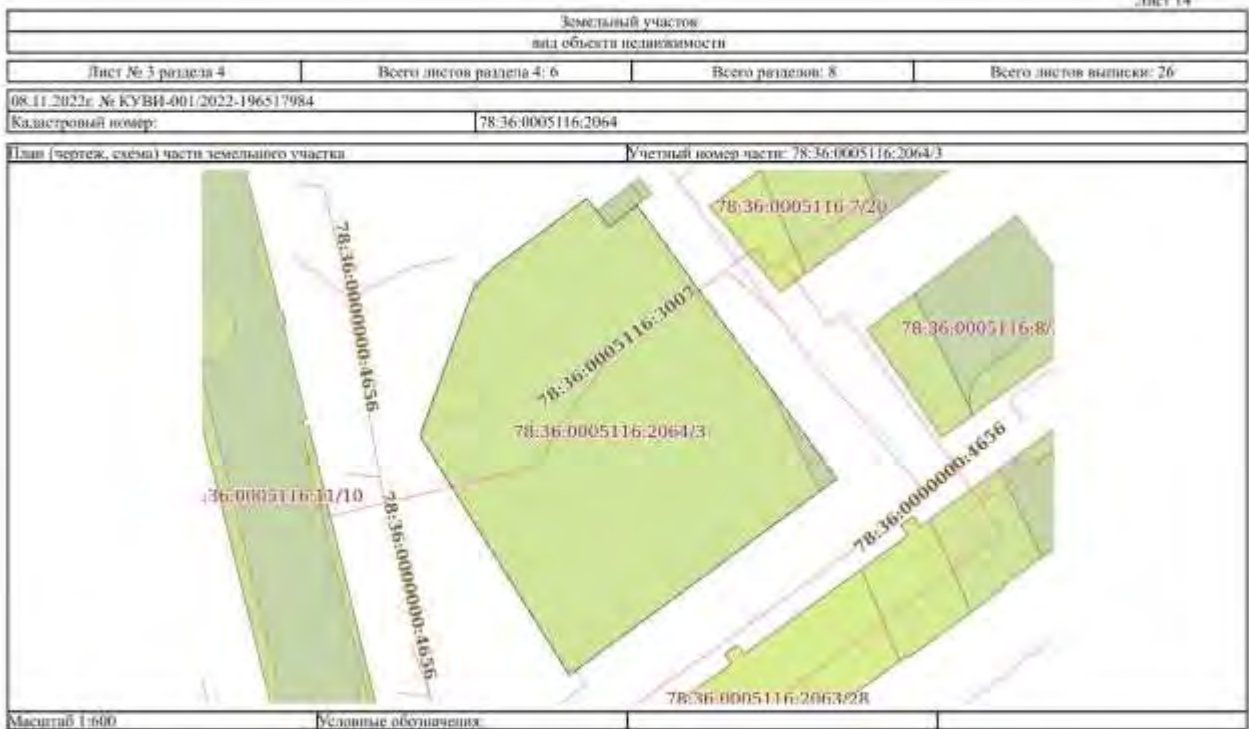 Лист 14
Земельный участок
вид объекта недвижимости
Лист № 3 раздела 4 Всего листов раздела 4: 6 Всего разделов: 8 Всего листов выписки: 26
08.11.2022г. № КУВИ-001/2022-196517984
Кадастровый номер: 78:36:0005116:2064
План (чертеж, схема) части земельного участка Учетный номер части: 78:36:0005116:2064/3
78:36:0005116:7/20
78:36:0000000:4656
78:36:0005116:3007
78:36:0005116:8/
78:36:0005116:2064/3
:36:0005116:11/10
78:36:0000000:4656
78:36:0000000:4656
78:36:0005116:2063/28
Масштаб 1:600 Условные обозначения: